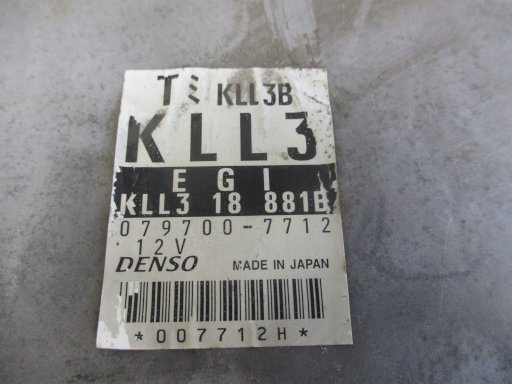 KLL3B
KLL3
EGI
KLL3 18 881B
079700-7712
12V
DENSO MADE IN JAPAN
*007712H*